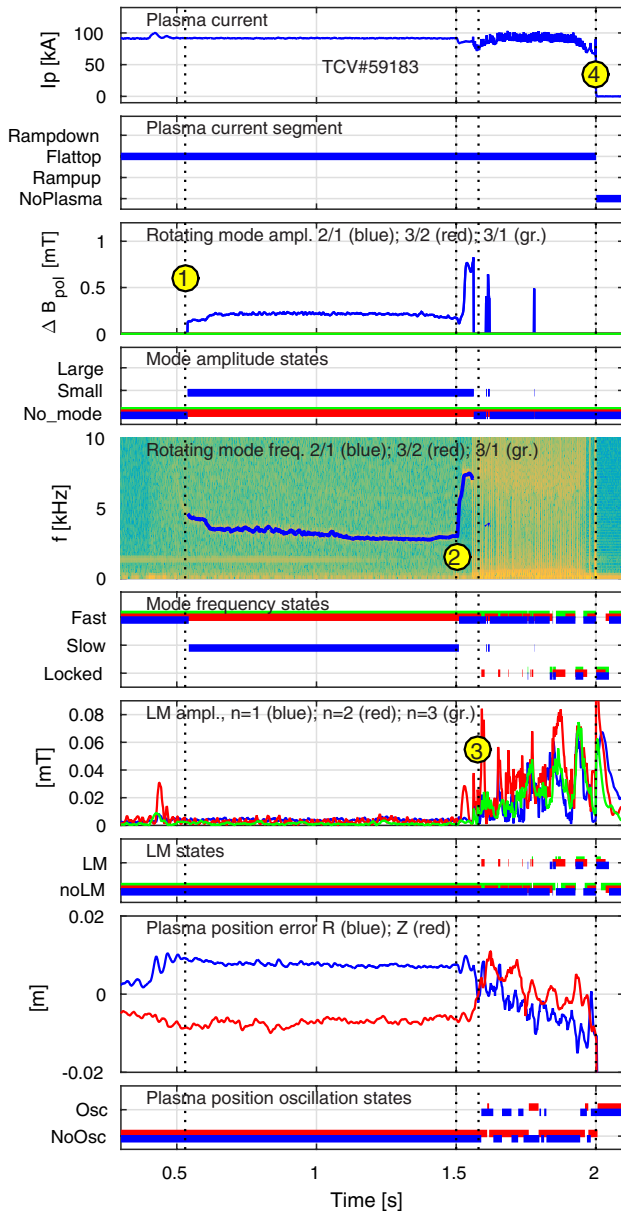 Plasma current
Ip [kA]
100
50
0
TCV#59183
4
Plasma current segment
Rampdown
Flattop
Rampup
NoPlasma
Rotating mode ampl. 2/1 (blue); 3/2 (red); 3/1 (gr.)
Δ B_pol [mT]
1
0.5
0
1
Mode amplitude states
Large
Small
No_mode
Rotating mode freq. 2/1 (blue); 3/2 (red); 3/1 (gr.)
f [kHz]
10
5
0
2
Mode frequency states
Fast
Slow
Locked
LM ampl., n=1 (blue); n=2 (red); n=3 (gr.)
[mT]
0.08
0.06
0.04
0.02
0
3
LM states
LM
noLM
Plasma position error R (blue); Z (red)
[m]
0.02
0
-0.02
Plasma position oscillation states
Osc
NoOsc
0.5 1 1.5 2
Time [s]